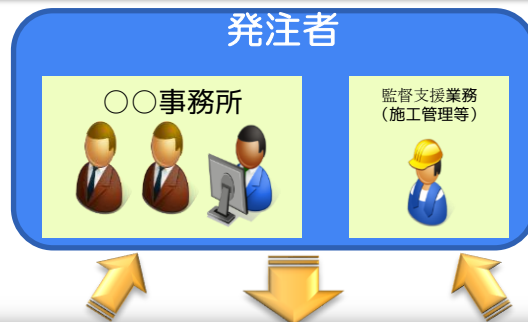 発注者
○○事務所
監督支援業務
（施工管理等）